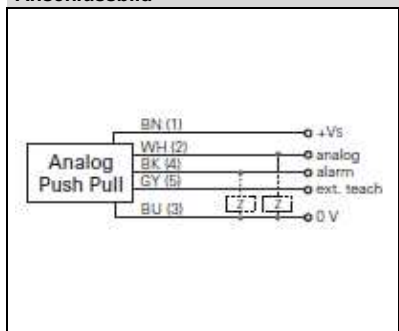 Anschlussbild
BN (1)
+Vs
WH (2)
analog
Analog
BK (4)
alarm
Push Pull
GY (5)
ext. teach
Z Z
BU (3)
0 V